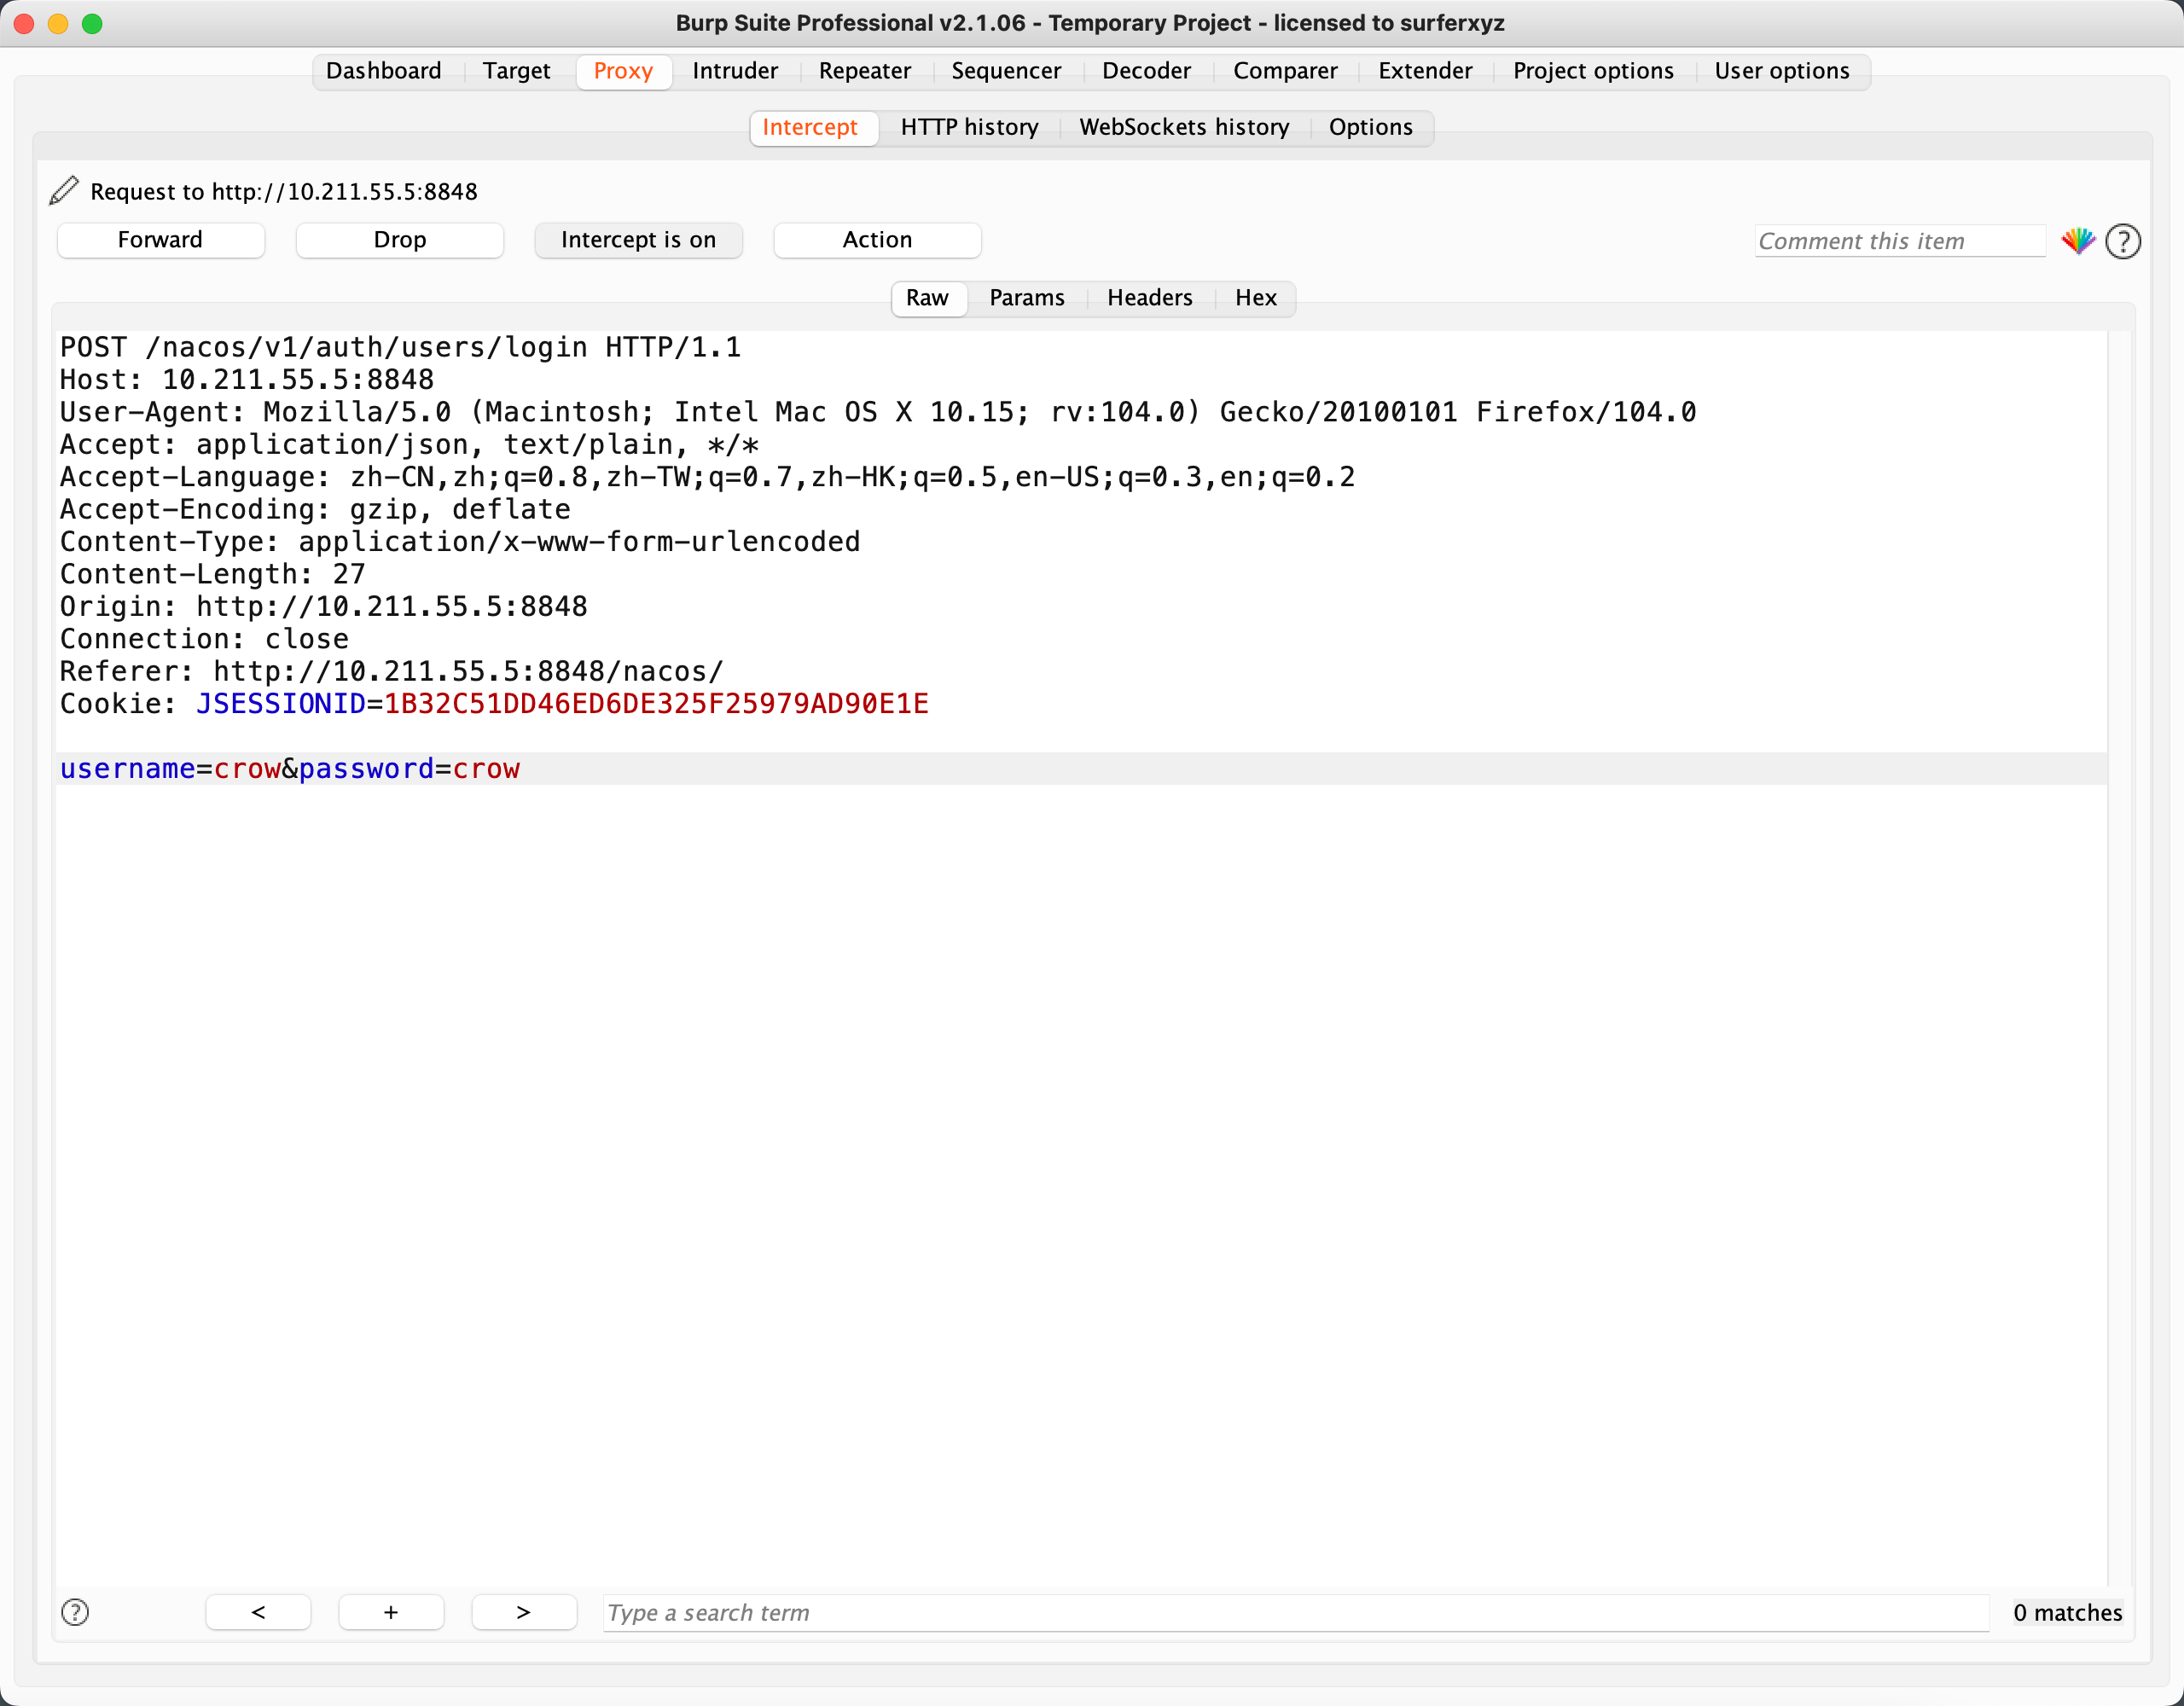 Burp Suite Professional v2.1.06 - Temporary Project - licensed to surferxyz
Dashboard Target Proxy Intruder Repeater Sequencer Decoder Comparer Extender Project options User options
Intercept HTTP history WebSockets history Options
Request to http://10.211.55.5:8848
Forward Drop Intercept is on Action Comment this item ?
Raw Params Headers Hex
POST /nacos/v1/auth/users/login HTTP/1.1
Host: 10.211.55.5:8848
User-Agent: Mozilla/5.0 (Macintosh; Intel Mac OS X 10.15; rv:104.0) Gecko/20100101 Firefox/104.0
Accept: application/json, text/plain, */*
Accept-Language: zh-CN,zh;q=0.8,zh-TW;q=0.7,zh-HK;q=0.5,en-US;q=0.3,en;q=0.2
Accept-Encoding: gzip, deflate
Content-Type: application/x-www-form-urlencoded
Content-Length: 27
Origin: http://10.211.55.5:8848
Connection: close
Referer: http://10.211.55.5:8848/nacos/
Cookie: JSESSIONID=1B32C51DD46ED6DE325F25979AD90E1E
username=crow&password=crow
? < + > Type a search term 0 matches